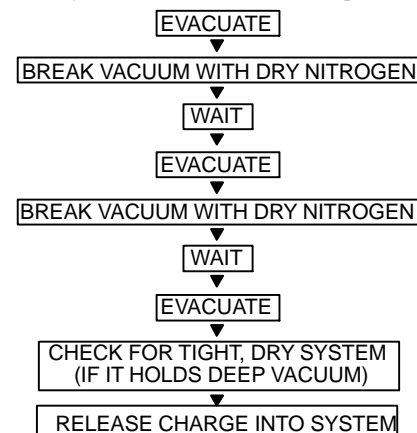 EVACUATE
BREAK VACUUM WITH DRY NITROGEN
WAIT
EVACUATE
BREAK VACUUM WITH DRY NITROGEN
WAIT
EVACUATE
CHECK FOR TIGHT, DRY SYSTEM
(IF IT HOLDS DEEP VACUUM)
RELEASE CHARGE INTO SYSTEM